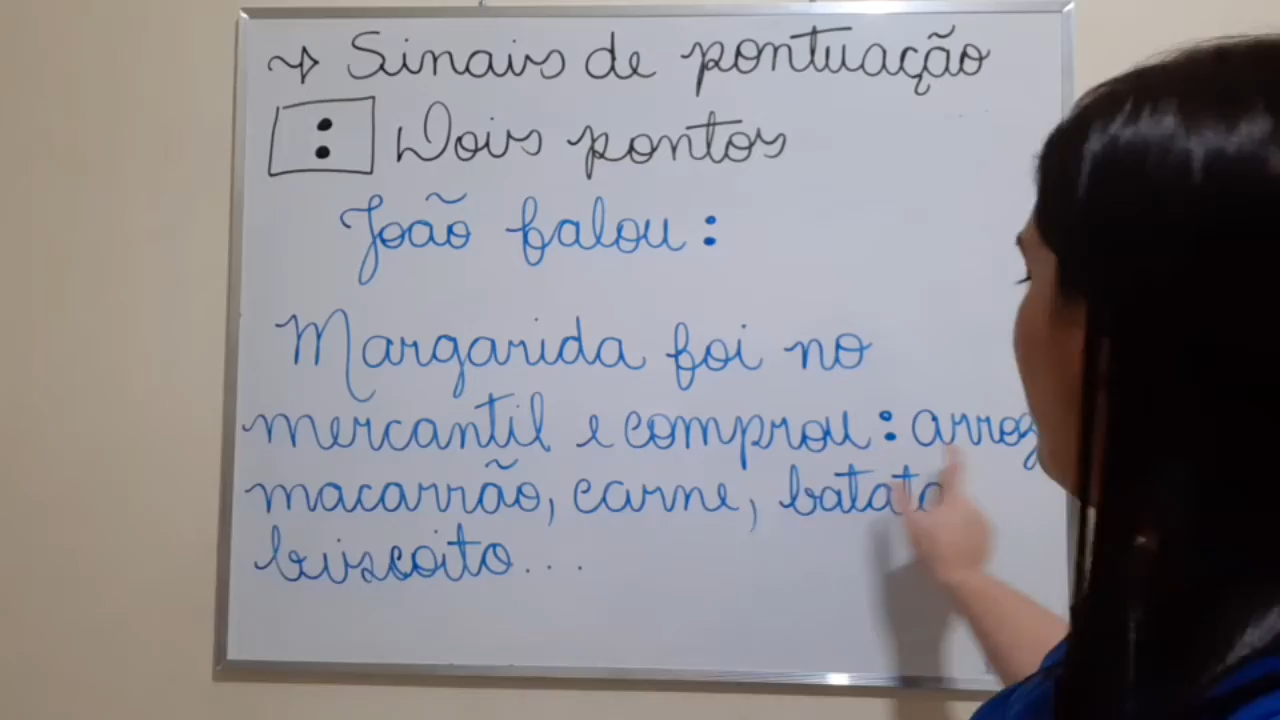 → Sinais de pontuação
: Dois pontos
João falou:
Margarida foi no
mercantil e comprou: arroz
macarrão, carne, batata
biscoito...